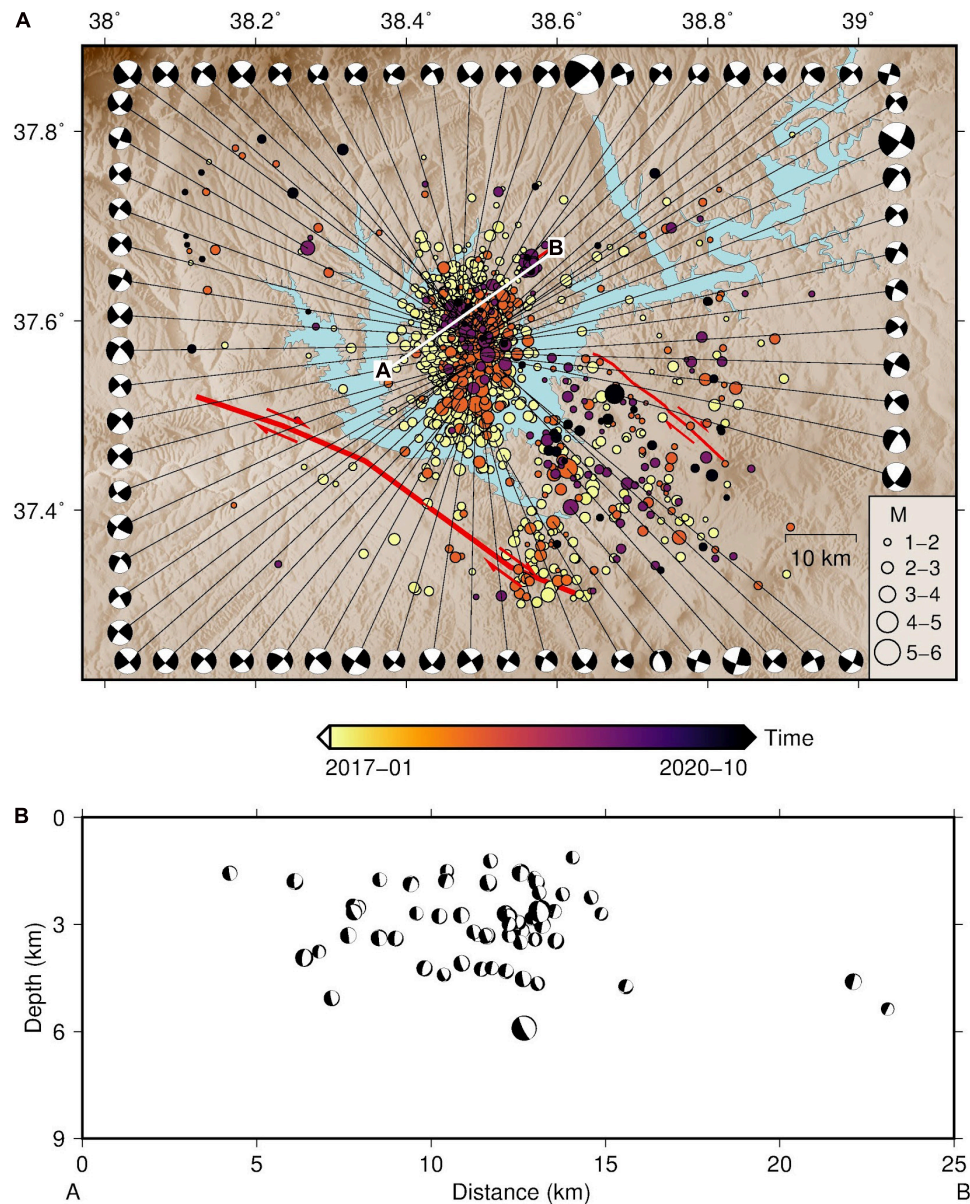 A
38° 38.2° 38.4° 38.6° 38.8° 39°
37.8°
37.6°
37.4°
B
A
M
1–2
2–3
3–4
4–5
5–6
10 km
Time
2017–01 2020–10
B
0
3
6
9
Depth (km)
0 5 10 15 20 25
A Distance (km) B